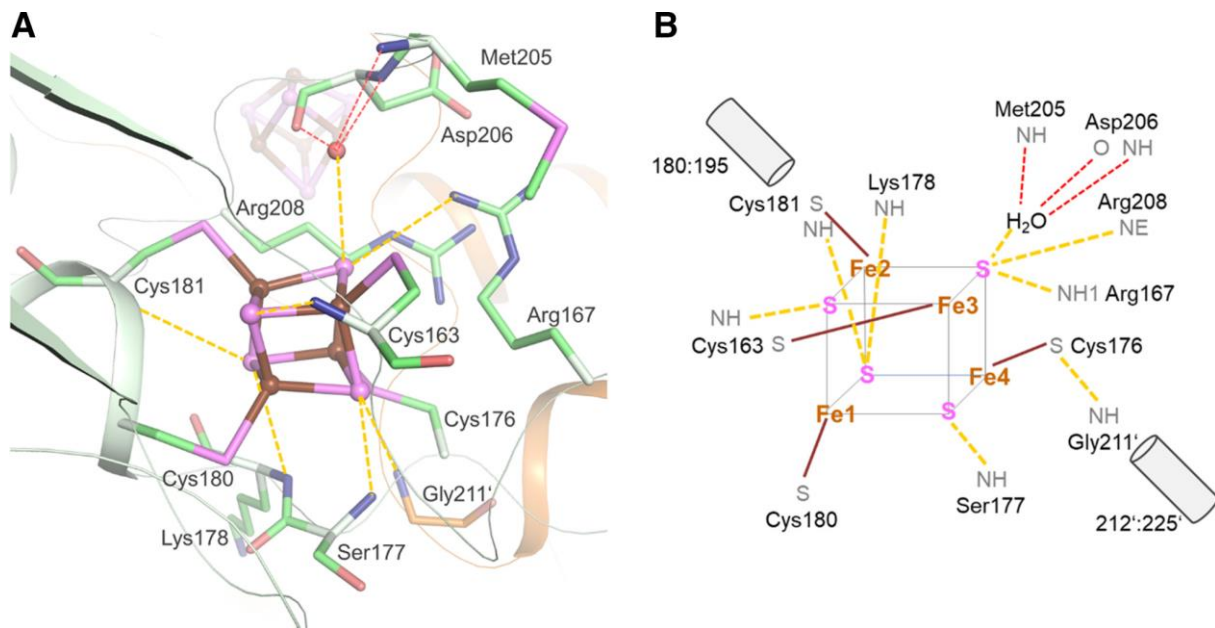 A
Met205
Asp206
Arg208
Cys181
Cys163
Arg167
Cys176
Cys180
Gly211‘
Lys178
Ser177
B
Met205
NH
Asp206
O
NH
180:195
Lys178
Cys181
S
NH
NH
H2O
Arg208
NE
Fe2
S
S
Fe3
NH1 Arg167
NH
Cys163
S
S
Cys176
S
Fe4
Fe1
S
NH
Gly211‘
NH
Ser177
S
Cys180
212‘:225‘